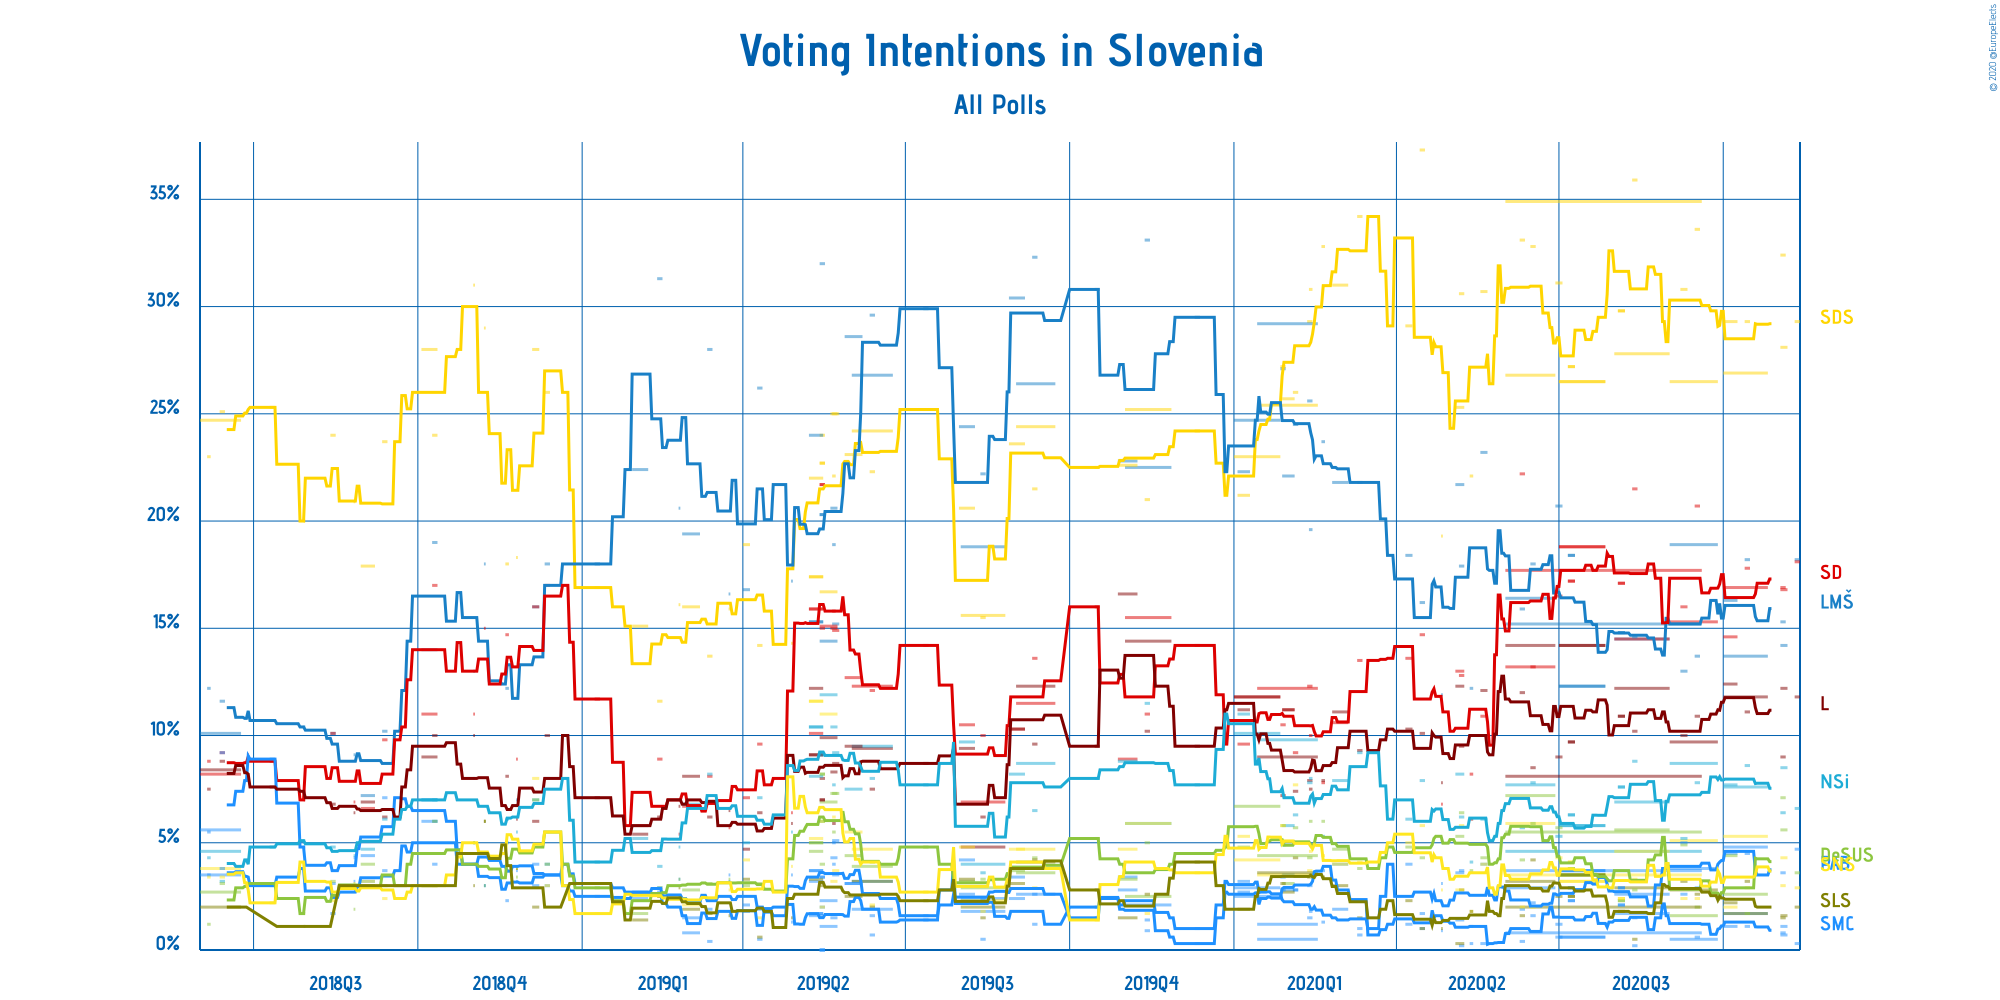 Voting Intentions in Slovenia
All Polls
© 2020 @EuropeElects
35%
30%
25%
20%
15%
10%
5%
0%
SDS
SD
LMŠ
L
NSi
DeSUS
SLS
SMC
2018Q3
2018Q4
2019Q1
2019Q2
2019Q3
2019Q4
2020Q1
2020Q2
2020Q3